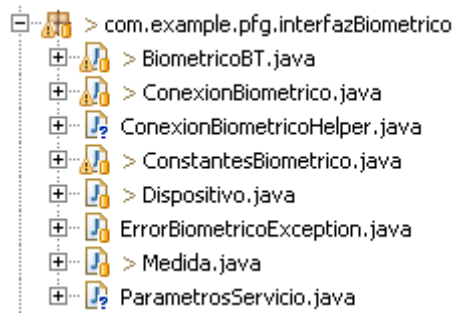 > com.example.pfg.interfazBiometrico
> BiometricoBT.java
> ConexionBiometrico.java
ConexionBiometricoHelper.java
> ConstantesBiometrico.java
> Dispositivo.java
ErrorBiometricoException.java
> Medida.java
ParametrosServicio.java